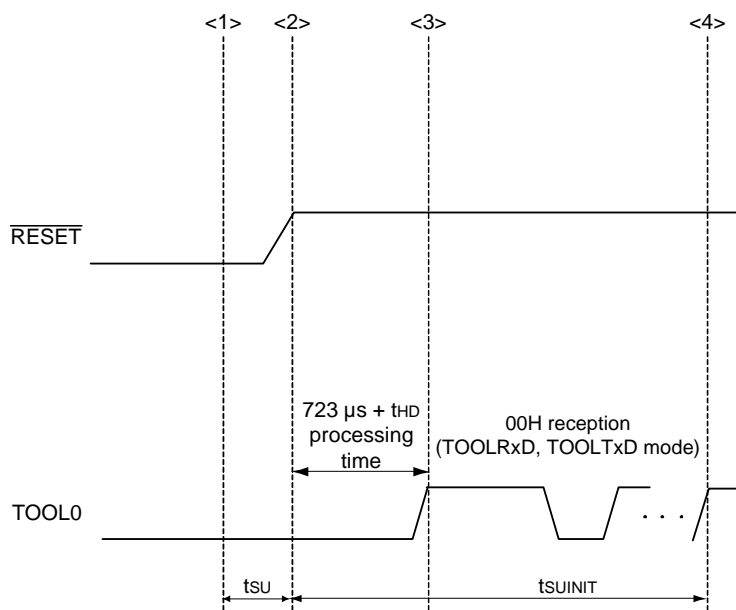 <1> <2> <3> <4>
RESET
723 µs + tHD
processing
time
00H reception
(TOOLRxD, TOOLTxD mode)
TOOL0
. . .
tSU
tSUINIT